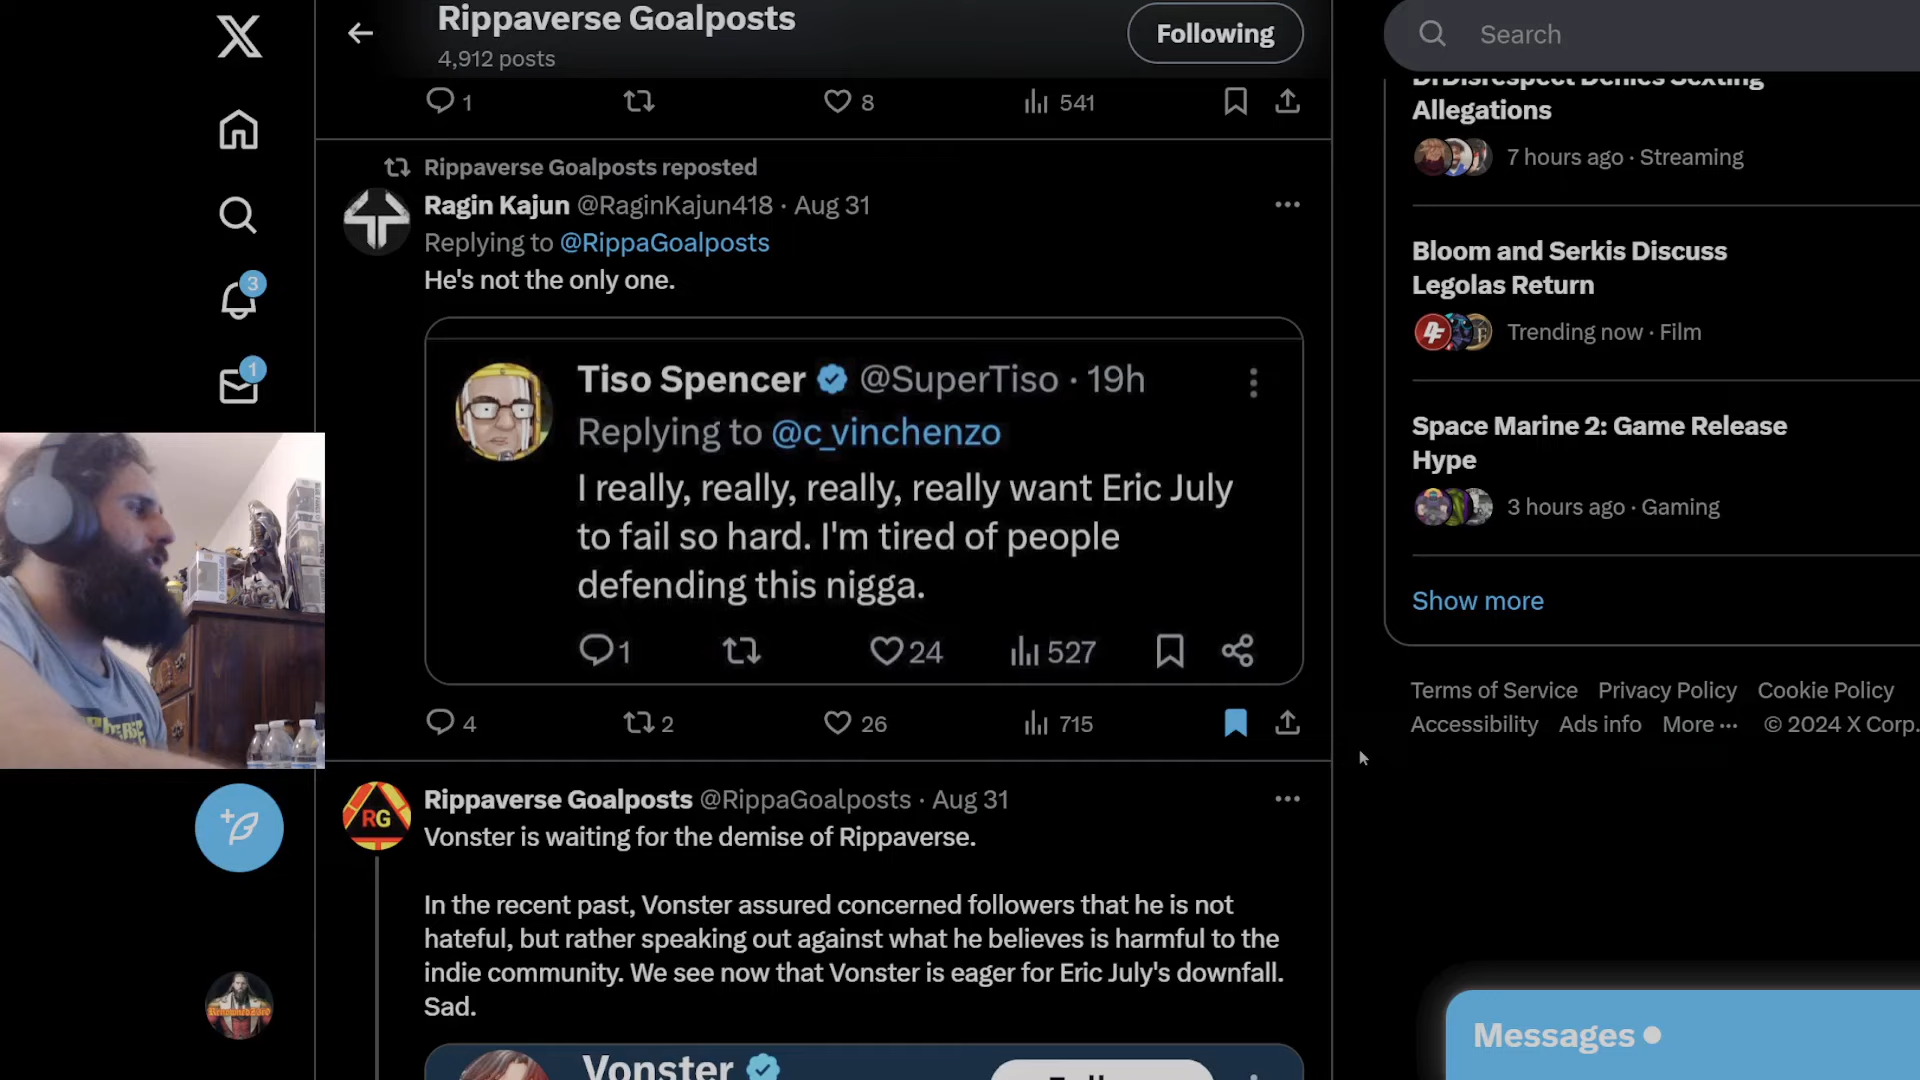 Rippaverse Goalposts
4,912 posts
Following
Search
1
8
541
DrDisrespect Denies Sexting
Allegations
7 hours ago · Streaming
Rippaverse Goalposts reposted
Ragin Kajun @RaginKajun418 · Aug 31
Replying to @RippaGoalposts
He's not the only one.
Tiso Spencer @SuperTiso · 19h
Replying to @c_vinchenzo
I really, really, really, really want Eric July
to fail so hard. I'm tired of people
defending this nigga.
1
24
527
4
2
26
715
Bloom and Serkis Discuss
Legolas Return
Trending now · Film
Space Marine 2: Game Release
Hype
3 hours ago · Gaming
Show more
Terms of Service Privacy Policy Cookie Policy
Accessibility Ads info More ··· © 2024 X Corp.
3
1
Rippaverse Goalposts @RippaGoalposts · Aug 31
RG
Vonster is waiting for the demise of Rippaverse.
In the recent past, Vonster assured concerned followers that he is not
hateful, but rather speaking out against what he believes is harmful to the
indie community. We see now that Vonster is eager for Eric July's downfall.
Sad.
Vonster
Messages